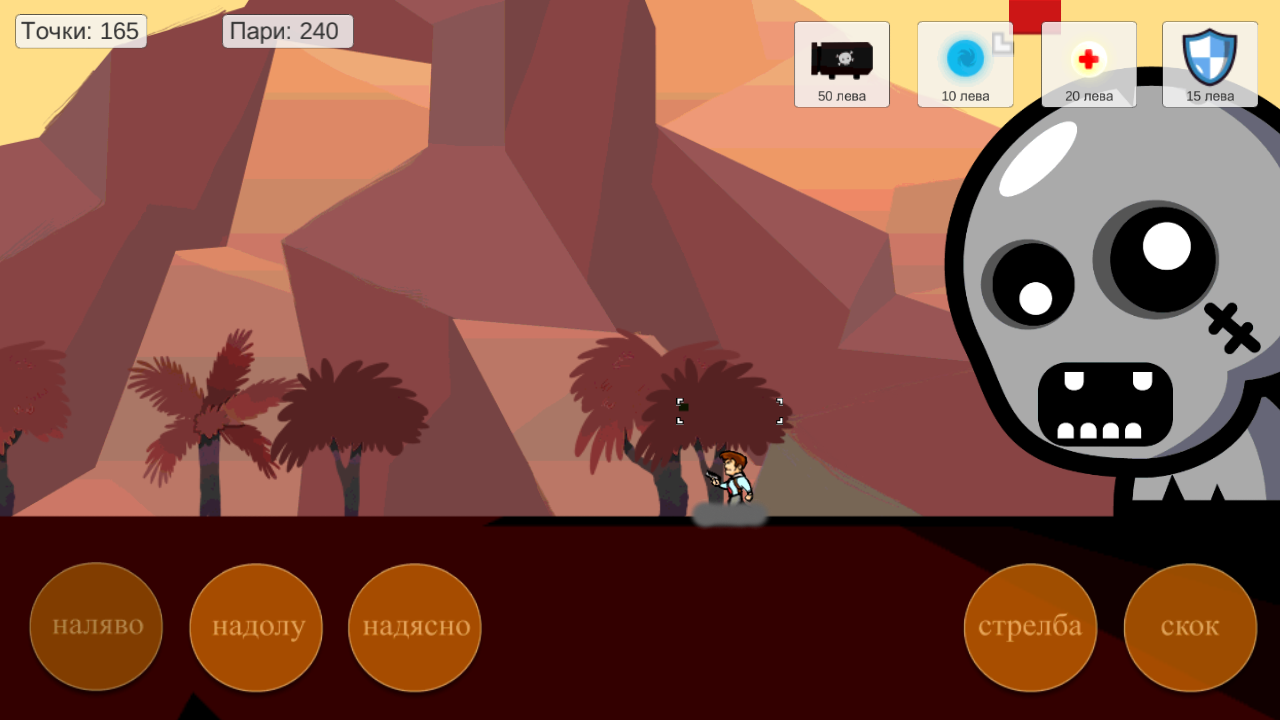 Точки: 165
Пари: 240
50 лева
10 лева
20 лева
15 лева
наляво
надолу
надясно
стрелба
скок